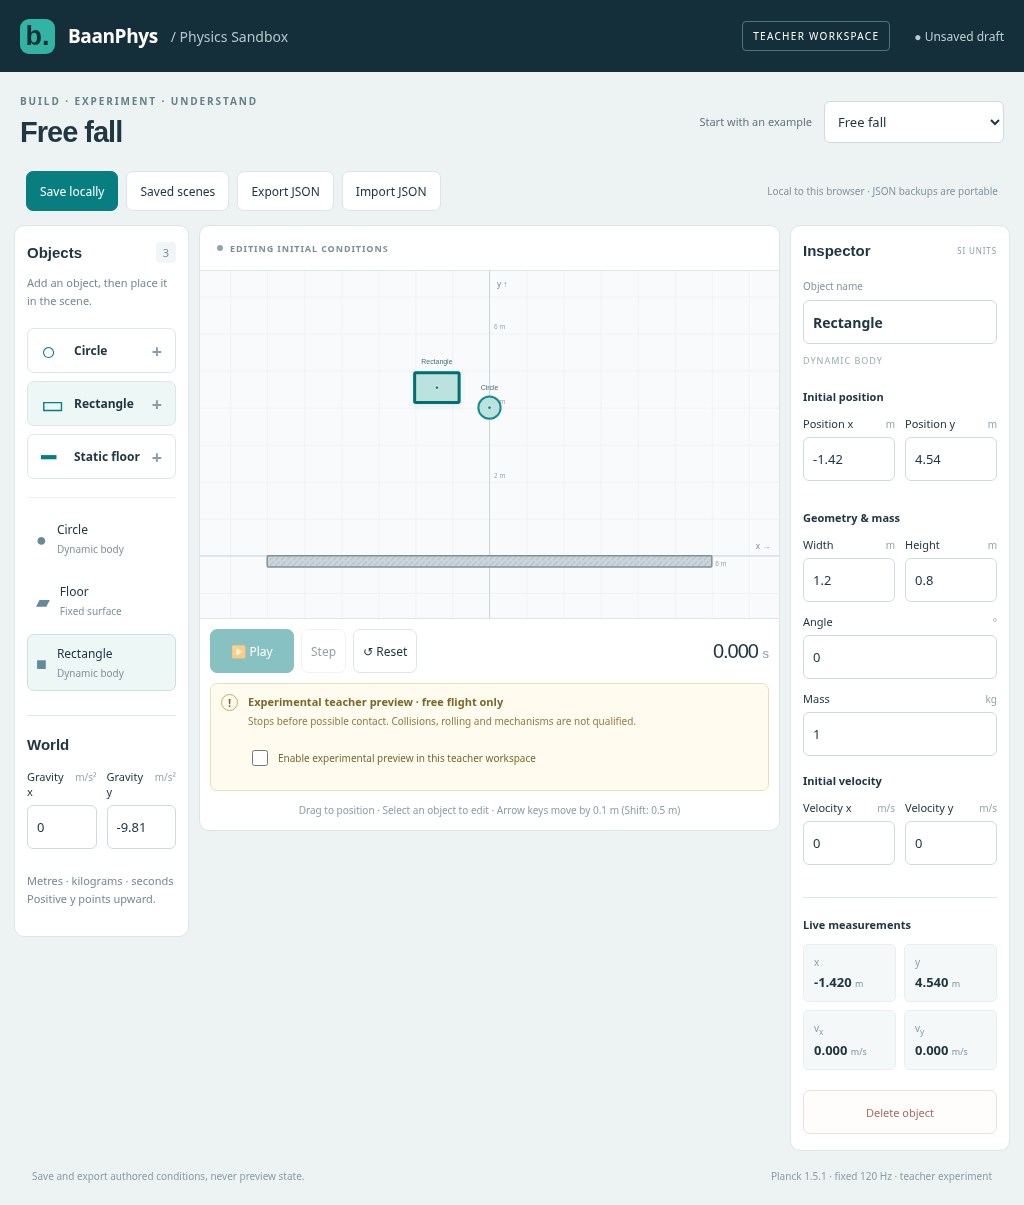 b. BaanPhys / Physics Sandbox
TEACHER WORKSPACE
● Unsaved draft
BUILD · EXPERIMENT · UNDERSTAND
Free fall
Start with an example
Free fall
Save locally
Saved scenes
Export JSON
Import JSON
Local to this browser · JSON backups are portable
Objects
3
Add an object, then place it
in the scene.
Circle +
Rectangle +
Static floor +
Circle
Dynamic body
Floor
Fixed surface
Rectangle
Dynamic body
World
Gravity x m/s²
Gravity y m/s²
0
-9.81
Metres · kilograms · seconds
Positive y points upward.
EDITING INITIAL CONDITIONS
y ↑
6 m
Rectangle
Circle
m
2 m
x →
6 m
▶ Play
Step
↺ Reset
0.000 s
! Experimental teacher preview · free flight only
Stops before possible contact. Collisions, rolling and mechanisms are not qualified.
Enable experimental preview in this teacher workspace
Drag to position · Select an object to edit · Arrow keys move by 0.1 m (Shift: 0.5 m)
Inspector
SI UNITS
Object name
Rectangle
DYNAMIC BODY
Initial position
Position x m
Position y m
-1.42
4.54
Geometry & mass
Width m
Height m
1.2
0.8
Angle °
0
Mass kg
1
Initial velocity
Velocity x m/s
Velocity y m/s
0
0
Live measurements
x
-1.420 m
y
4.540 m
vx
0.000 m/s
vy
0.000 m/s
Delete object
Save and export authored conditions, never preview state.
Planck 1.5.1 · fixed 120 Hz · teacher experiment